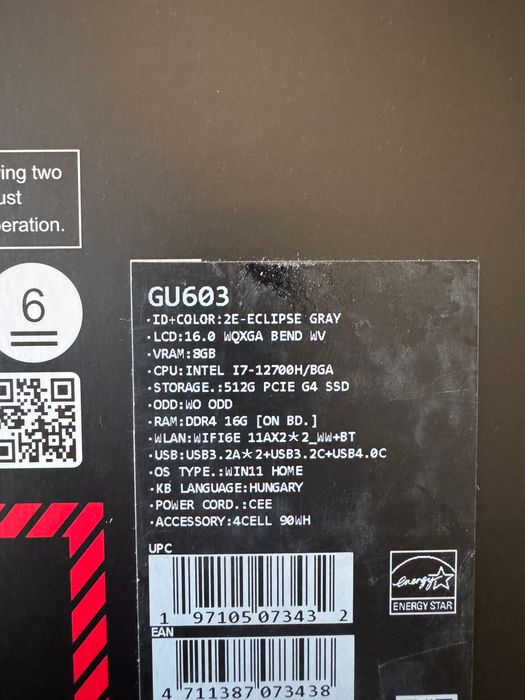 ring two
ust
eration.
6
GU603
·ID+COLOR:2E-ECLIPSE GRAY
·LCD:16.0 WQXGA BEND WV
·VRAM:8GB
·CPU:INTEL I7-12700H/BGA
·STORAGE.:512G PCIE G4 SSD
·ODD:WO ODD
·RAM:DDR4 16G [ON BD.]
·WLAN:WIFI6E 11AX2*2_WW+BT
·USB:USB3.2A*2+USB3.2C+USB4.0C
·OS TYPE.:WIN11 HOME
·KB LANGUAGE:HUNGARY
·POWER CORD.:CEE
·ACCESSORY:4CELL 90WH
UPC
1 97105 07343 2
energy
ENERGY STAR
EAN
4 711387 073438